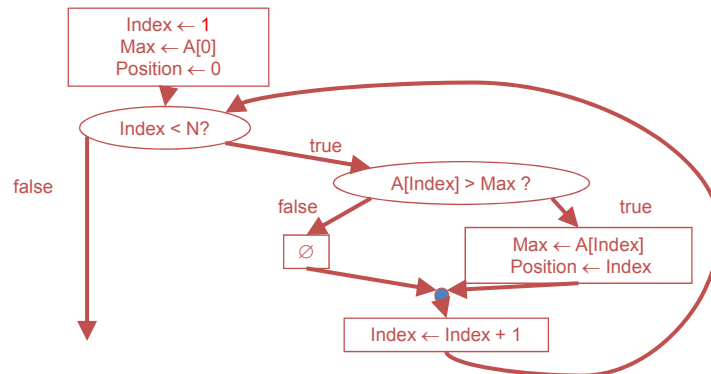 Index ← 1
Max ← A[0]
Position ← 0
Index < N?
true
false
A[Index] > Max ?
false
true
∅
Max ← A[Index]
Position ← Index
Index ← Index + 1